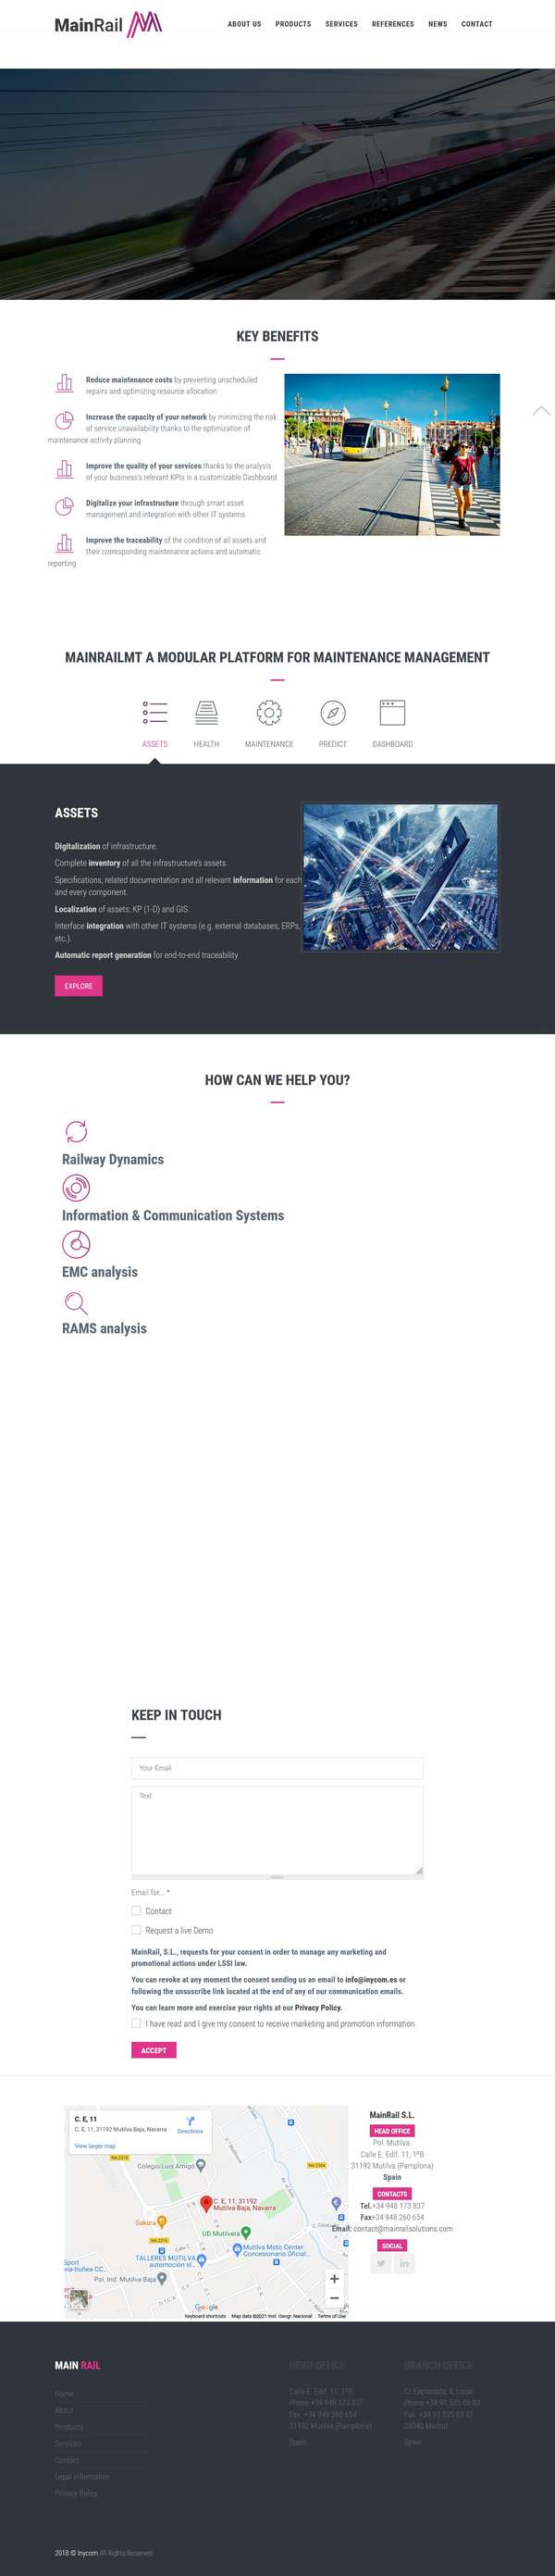 MainRail
ABOUT US PRODUCTS SERVICES REFERENCES NEWS CONTACT
KEY BENEFITS
Reduce maintenance costs by preventing unscheduled
repairs and optimizing resource allocation
Increase the capacity of your network by minimizing the risk
of service unavailability thanks to the optimization of
maintenance activity planning
Improve the quality of your services thanks to the analysis
of your business's relevant KPIs in a customizable Dashboard
Digitalize your infrastructure through smart asset
management and integration with other IT systems
Improve the traceability of the condition of all assets and
their corresponding maintenance actions and automatic
reporting
MAINRAILMT A MODULAR PLATFORM FOR MAINTENANCE MANAGEMENT
ASSETS HEALTH MAINTENANCE PREDICT DASHBOARD
ASSETS
Digitalization of infrastructure.
Complete inventory of all the infrastructure's assets.
Specifications, related documentation and all relevant information for each
and every component.
Localization of assets: KP (1-D) and GIS.
Interface integration with other IT systems (e.g. external databases, ERPs,
etc.).
Automatic report generation for end-to-end traceability
EXPLORE
HOW CAN WE HELP YOU?
Railway Dynamics
Information & Communication Systems
EMC analysis
RAMS analysis
KEEP IN TOUCH
Your Email
Text
Email for... *
Contact
Request a live Demo
MainRail, S.L., requests for your consent in order to manage any marketing and
promotional actions under LSSI law.
You can revoke at any moment the consent sending us an email to info@inycom.es or
following the unsuscribe link located at the end of any of our communication emails.
You can learn more and exercise your rights at our Privacy Policy.
I have read and I give my consent to receive marketing and promotion information.
ACCEPT
C. E, 11
C. E, 11, 31192 Mutilva Baja, Navarra
Directions
View larger map
NA 2310
Colegio Luis Amigó
NA 2304
C. E, 11, 31192
Mutilva Baja, Navarra
Sakura
UD Mutilvera
NA 2310
Mutilva Moto Center:
Concesionario Oficial...
TALLERES MUTILVA
automoción sl...
Pol. Ind. Mutilva Baja
Google
Keyboard shortcuts Map data ©2021 Inst. Geogr. Nacional Terms of Use
MainRail S.L.
HEAD OFFICE
Pol. Mutilva
Calle E. Edif. 11, 1ºB
31192 Mutilva (Pamplona)
Spain
CONTACTS
Tel.+34 948 173 837
Fax+34 948 260 654
Email: contact@mainrailsolutions.com
SOCIAL
MAIN RAIL
Home
About
Products
Services
Contact
Legal Information
Privacy Policy
HEAD OFFICE
Calle E. Edif. 11, 1ºB
Phone +34 948 173 837
Fax. +34 948 260 654
31192 Mutilva (Pamplona)
Spain
BRANCH OFFICE
C/ Esplanada, 8, Local
28040 Madrid
Spain
2018 © Inycom All Rights Reserved